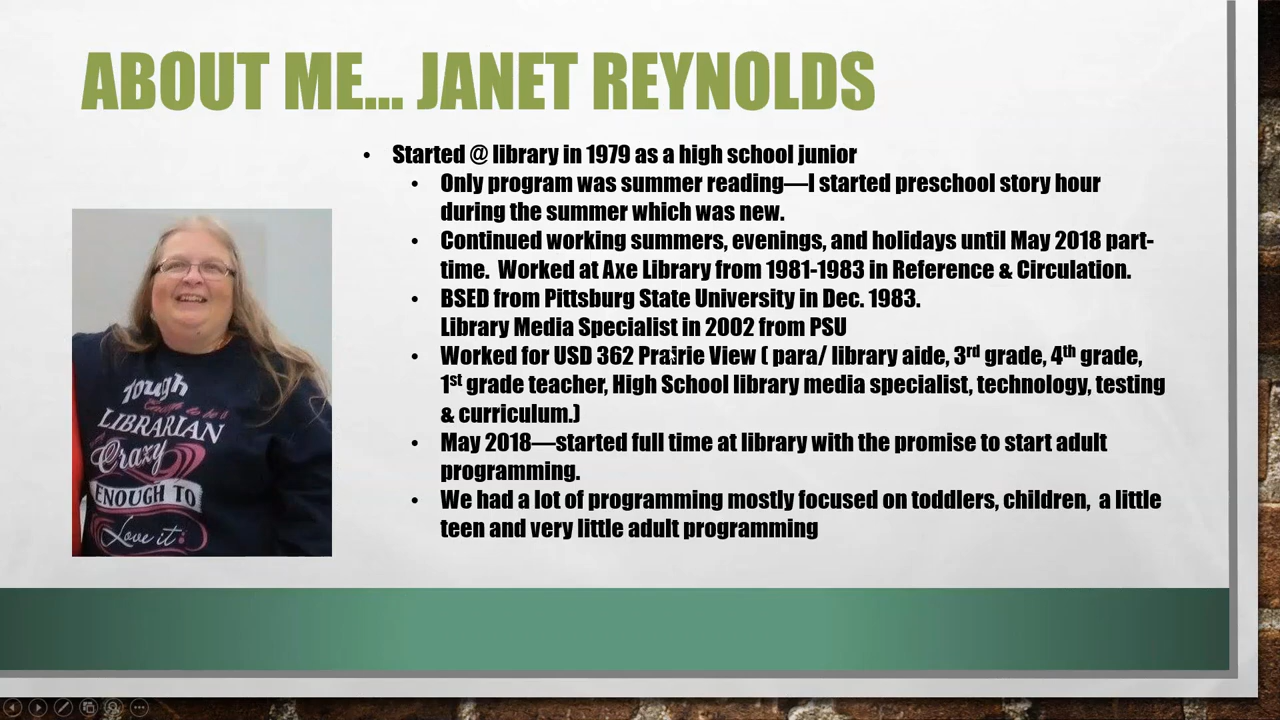 ABOUT ME... JANET REYNOLDS
• Started @ library in 1979 as a high school junior
• Only program was summer reading—I started preschool story hour
during the summer which was new.
• Continued working summers, evenings, and holidays until May 2018 part-
time.  Worked at Axe Library from 1981-1983 in Reference & Circulation.
• BSED from Pittsburg State University in Dec. 1983.
Library Media Specialist in 2002 from PSU
• Worked for USD 362 Prairie View ( para/ library aide, 3rd grade, 4th grade,
1st grade teacher, High School library media specialist, technology, testing
& curriculum.)
• May 2018—started full time at library with the promise to start adult
programming.
• We had a lot of programming mostly focused on toddlers, children,  a little
teen and very little adult programming
Tough
Enough to be a
LIBRARIAN
Crazy
ENOUGH TO
Love it